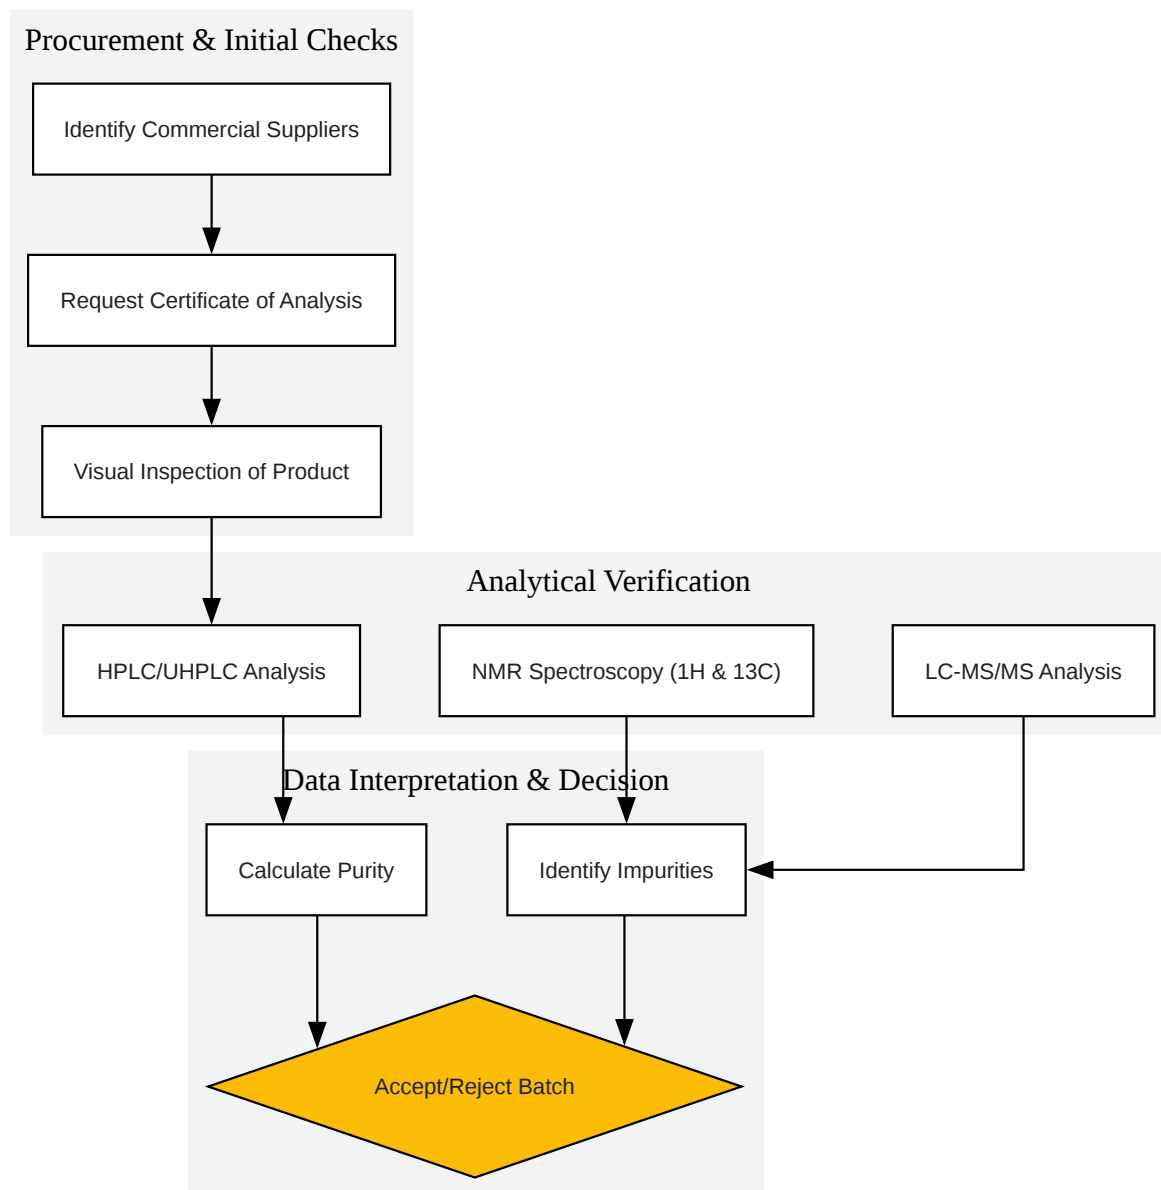 Procurement & Initial Checks
Identify Commercial Suppliers
Request Certificate of Analysis
Visual Inspection of Product
Analytical Verification
HPLC/UHPLC Analysis
NMR Spectroscopy (1H & 13C)
LC-MS/MS Analysis
Data Interpretation & Decision
Calculate Purity
Identify Impurities
Accept/Reject Batch